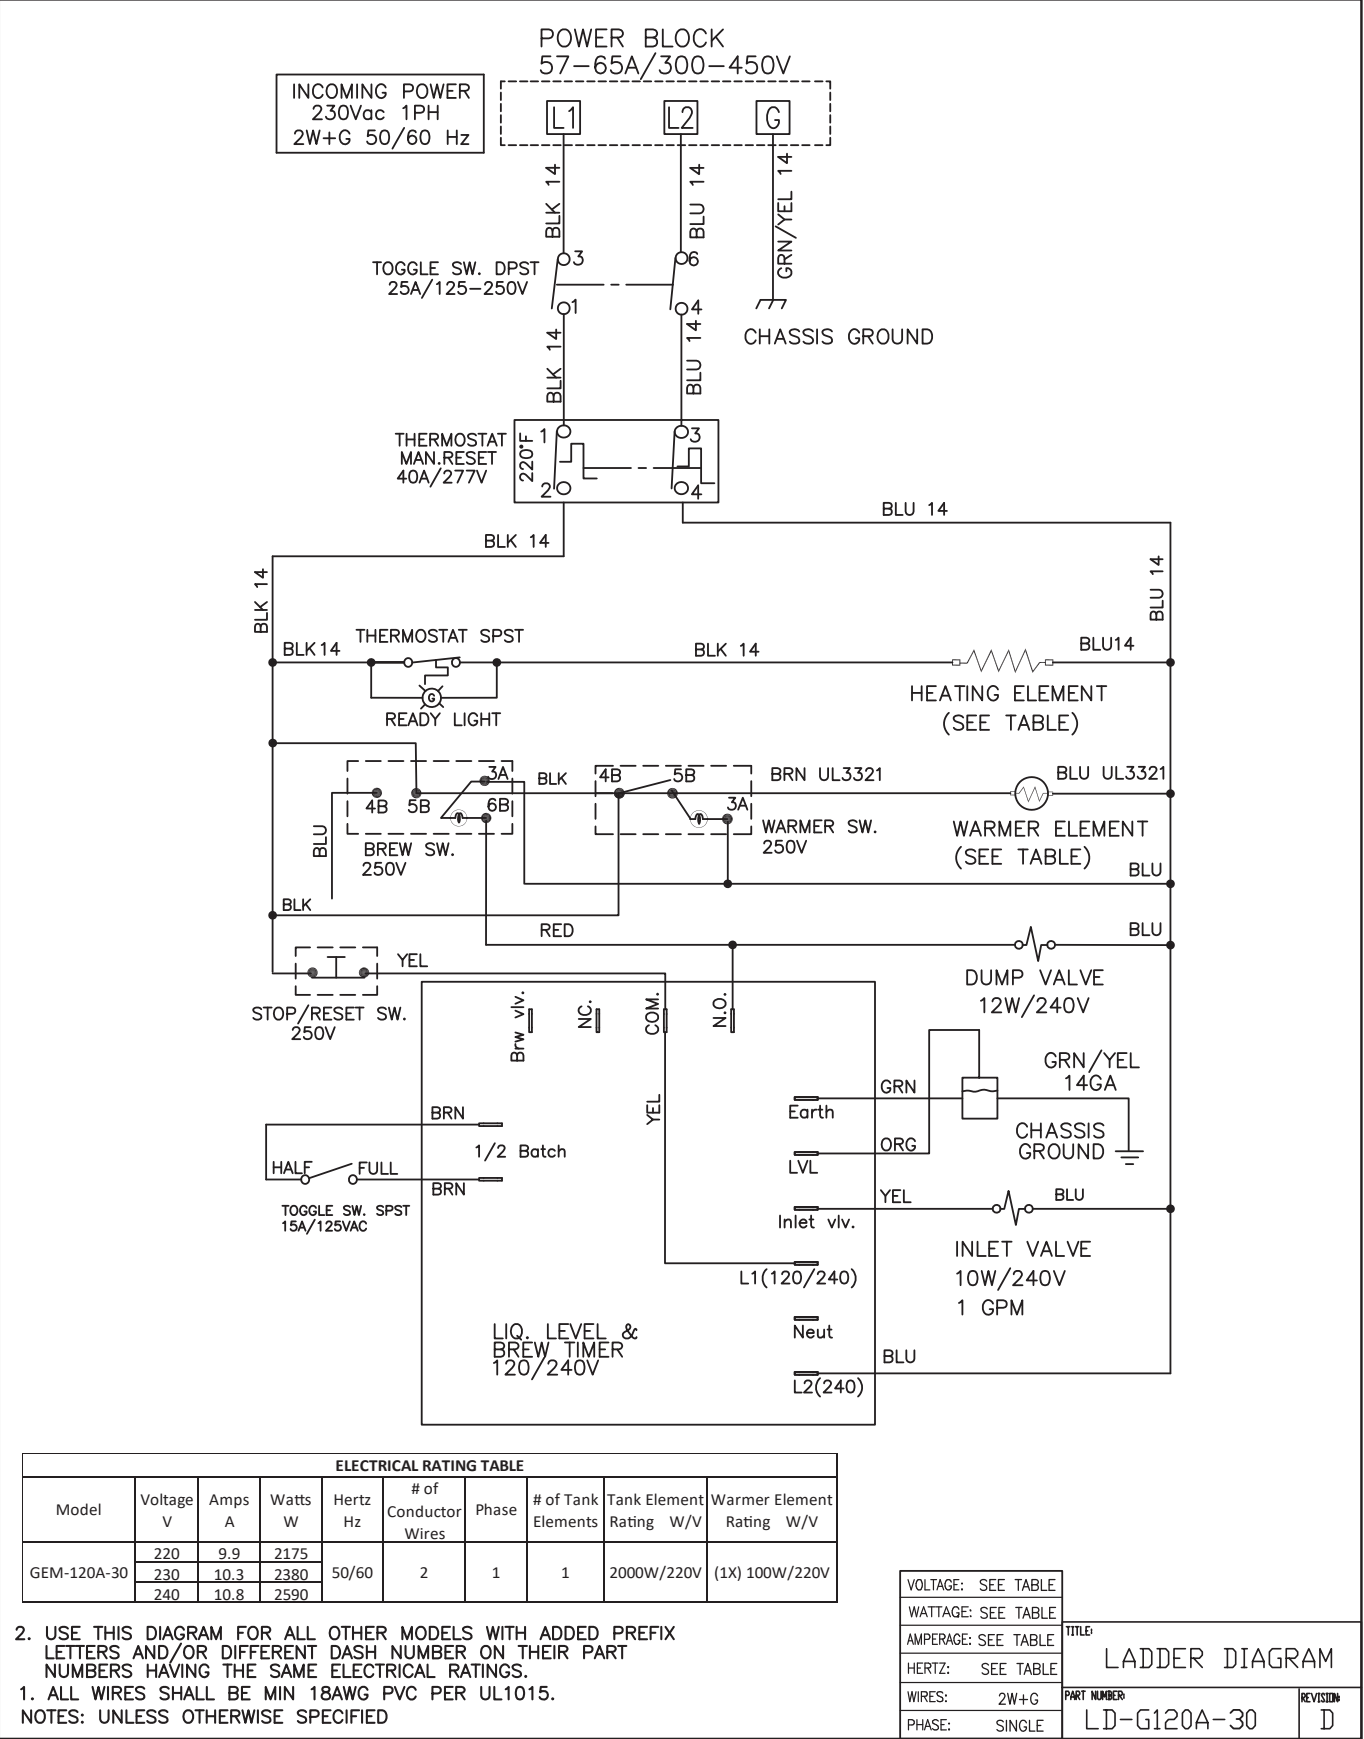 POWER BLOCK
57-65A/300-450V
INCOMING POWER
230Vac 1PH
2W+G 50/60 Hz
L1
L2
G
BLK 14
BLU 14
GRN/YEL 14
TOGGLE SW. DPST
25A/125-250V
3
6
1
4
CHASSIS GROUND
BLK 14
BLU 14
THERMOSTAT
MAN.RESET
40A/277V
220°F
1
3
2
4
BLU 14
BLK 14
BLK 14
BLU 14
THERMOSTAT SPST
BLK14
BLK 14
BLU14
G
READY LIGHT
HEATING ELEMENT
(SEE TABLE)
3A
BLK
4B
5B
BRN UL3321
BLU UL3321
4B
5B
6B
3A
BLU
BREW SW.
250V
WARMER SW.
250V
WARMER ELEMENT
(SEE TABLE)
BLU
BLK
RED
BLU
YEL
DUMP VALVE
12W/240V
STOP/RESET SW.
250V
Brw vlv.
NC.
COM.
N.O.
GRN/YEL
14GA
GRN
Earth
YEL
BRN
1/2 Batch
CHASSIS
GROUND
ORG
LVL
HALF
FULL
BRN
YEL
BLU
TOGGLE SW. SPST
15A/125VAC
Inlet vlv.
INLET VALVE
10W/240V
1 GPM
L1(120/240)
Neut
LIQ. LEVEL &
BREW TIMER
120/240V
BLU
L2(240)
ELECTRICAL RATING TABLE
Model Voltage V Amps A Watts W Hertz Hz # of Conductor Wires Phase # of Tank Elements Tank Element Rating W/V Warmer Element Rating W/V
220 9.9 2175
GEM-120A-30 230 10.3 2380 50/60 2 1 1 2000W/220V (1X) 100W/220V
240 10.8 2590
2. USE THIS DIAGRAM FOR ALL OTHER MODELS WITH ADDED PREFIX
LETTERS AND/OR DIFFERENT DASH NUMBER ON THEIR PART
NUMBERS HAVING THE SAME ELECTRICAL RATINGS.
1. ALL WIRES SHALL BE MIN 18AWG PVC PER UL1015.
NOTES: UNLESS OTHERWISE SPECIFIED
VOLTAGE: SEE TABLE
WATTAGE: SEE TABLE
AMPERAGE: SEE TABLE
HERTZ: SEE TABLE
WIRES: 2W+G
PHASE: SINGLE
TITLE:
LADDER DIAGRAM
PART NUMBER:
LD-G120A-30
REVISION:
D